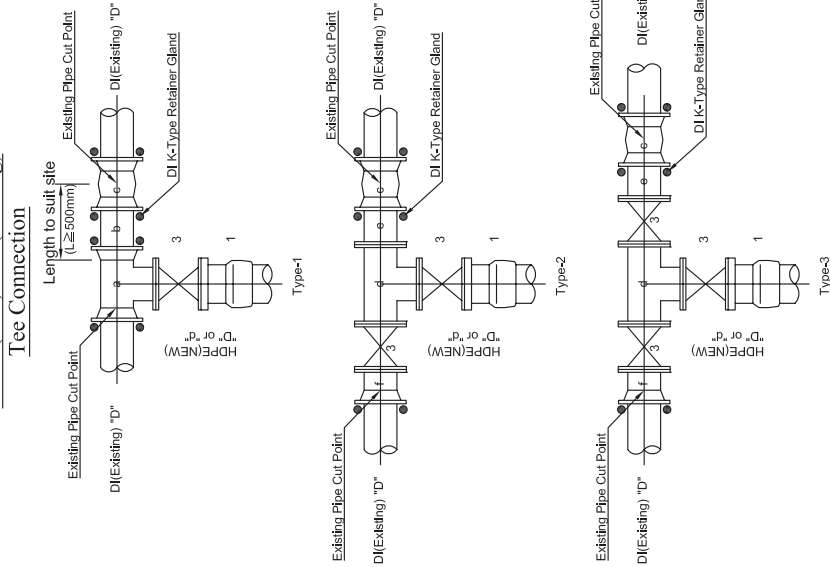 Tee Connection
Length to suit site
(L≧500mm)
Existing Pipe Cut Point
DI(Existing) "D"
a
b
c
DI K-Type Retainer Gland
Existing Pipe Cut Point
DI(Existing) "D"
3
1
HDPE(NEW)
"D" or "d"
Type-1
Existing Pipe Cut Point
DI(Existing) "D"
f
3
d
e
c
DI K-Type Retainer Gland
Existing Pipe Cut Point
DI(Existing) "D"
3
1
HDPE(NEW)
"D" or "d"
Type-2
Existing Pipe Cut Point
DI(Existing) "D"
f
3
d
3
e
c
DI K-Type Retainer Gla
Existing Pipe Cut
DI(Exist
3
1
HDPE(NEW)
"D" or "d"
Type-3